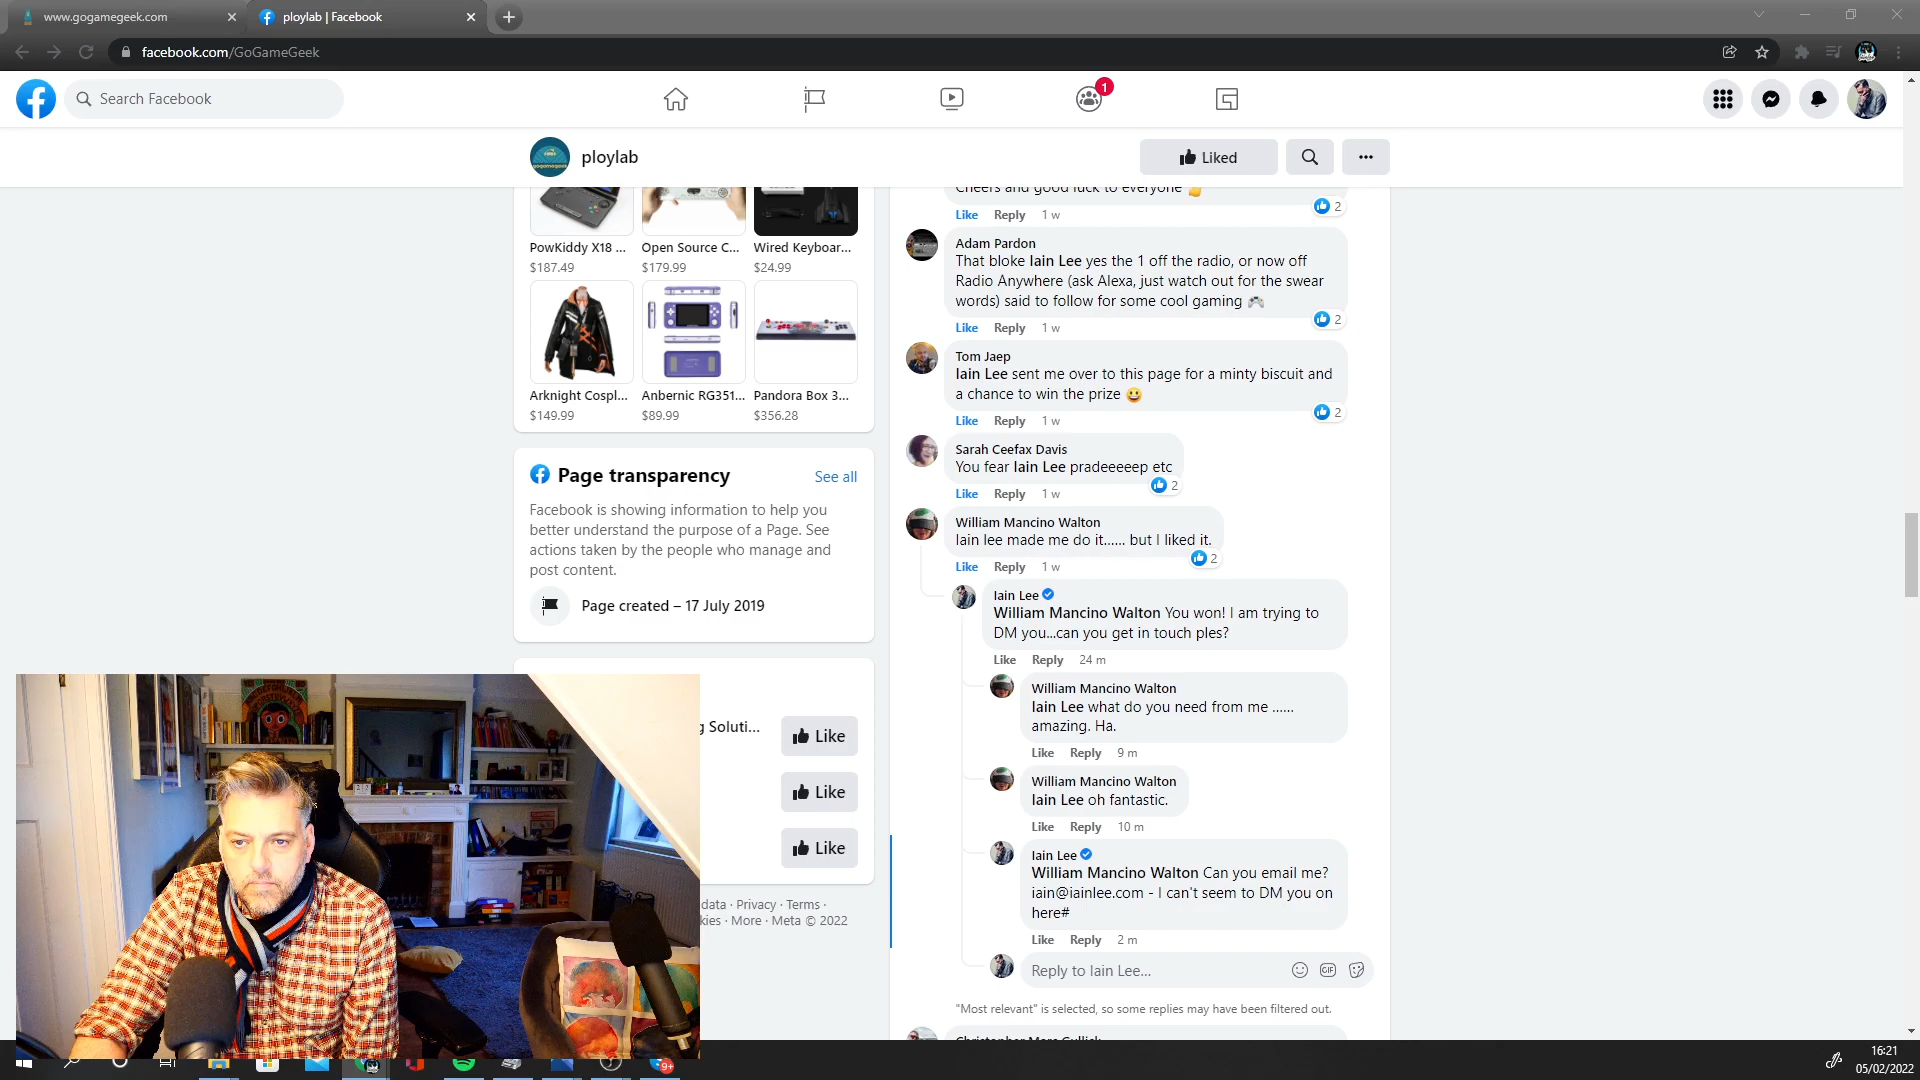 www.gogamegeek.com
ploylab | Facebook
facebook.com/GoGameGeek
Search Facebook
1
ploylab
Liked
Cheers and good luck to everyone
Like Reply 1 w
2
PowKiddy X18 ...
$187.49
Open Source C...
$179.99
Wired Keyboar...
$24.99
Arknight Cospl...
$149.99
Anbernic RG351...
$89.99
Pandora Box 3...
$356.28
Page transparency
See all
Facebook is showing information to help you
better understand the purpose of a Page. See
actions taken by the people who manage and
post content.
Page created – 17 July 2019
g Soluti...
Like
Like
Like
data · Privacy · Terms ·
kies · More · Meta © 2022
Adam Pardon
That bloke Iain Lee yes the 1 off the radio, or now off
Radio Anywhere (ask Alexa, just watch out for the swear
words) said to follow for some cool gaming 🎮
2
Like Reply 1 w
Tom Jaep
Iain Lee sent me over to this page for a minty biscuit and
a chance to win the prize 😀
2
Like Reply 1 w
Sarah Ceefax Davis
You fear Iain Lee pradeeeeep etc
2
Like Reply 1 w
William Mancino Walton
Iain lee made me do it...... but I liked it.
2
Like Reply 1 w
Iain Lee
William Mancino Walton You won! I am trying to
DM you...can you get in touch ples?
Like Reply 24 m
William Mancino Walton
Iain Lee what do you need from me ......
amazing. Ha.
Like Reply 9 m
William Mancino Walton
Iain Lee oh fantastic.
Like Reply 10 m
Iain Lee
William Mancino Walton Can you email me?
iain@iainlee.com - I can't seem to DM you on
here#
Like Reply 2 m
Reply to Iain Lee...
GIF
"Most relevant" is selected, so some replies may have been filtered out.
9+
16:21
05/02/2022